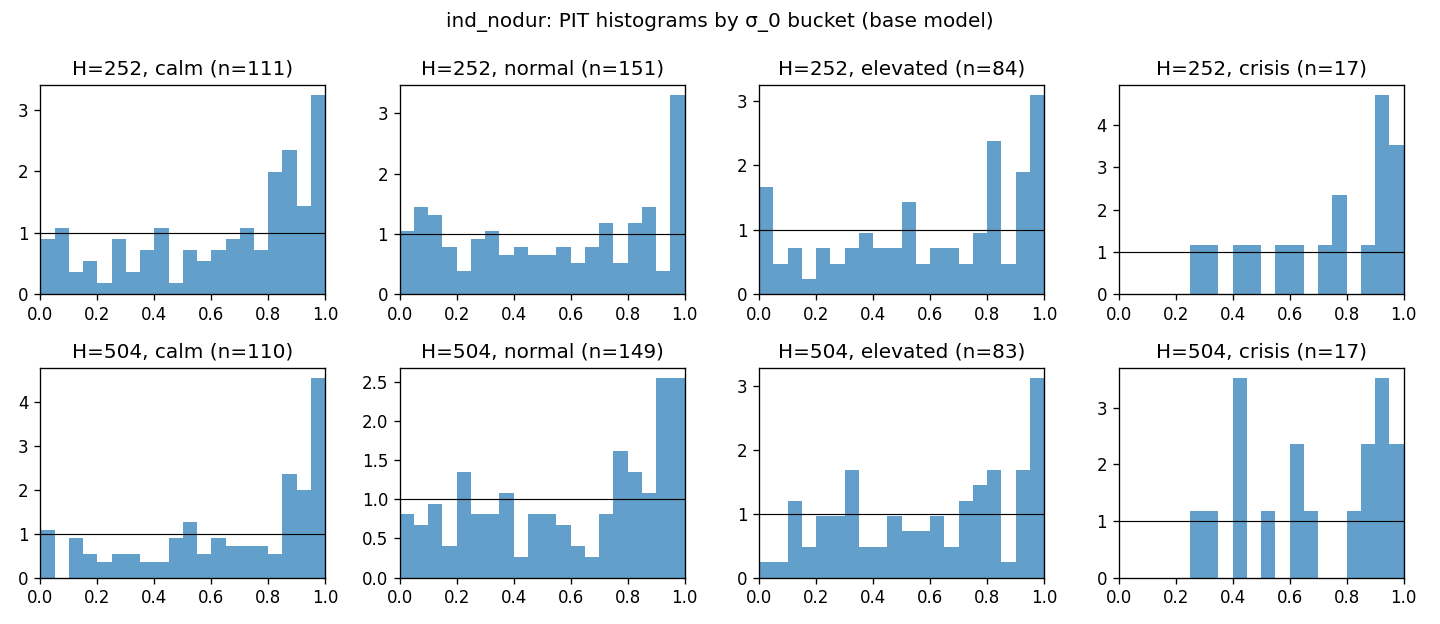 ind_nodur: PIT histograms by σ_0 bucket (base model)
H=252, calm (n=111)
H=252, normal (n=151)
H=252, elevated (n=84)
H=252, crisis (n=17)
3
2
1
0
0.0 0.2 0.4 0.6 0.8 1.0
3
2
1
0
0.0 0.2 0.4 0.6 0.8 1.0
3
2
1
0
0.0 0.2 0.4 0.6 0.8 1.0
4
3
2
1
0
0.0 0.2 0.4 0.6 0.8 1.0
H=504, calm (n=110)
H=504, normal (n=149)
H=504, elevated (n=83)
H=504, crisis (n=17)
4
3
2
1
0
0.0 0.2 0.4 0.6 0.8 1.0
2.5
2.0
1.5
1.0
0.5
0.0
0.0 0.2 0.4 0.6 0.8 1.0
3
2
1
0
0.0 0.2 0.4 0.6 0.8 1.0
3
2
1
0
0.0 0.2 0.4 0.6 0.8 1.0